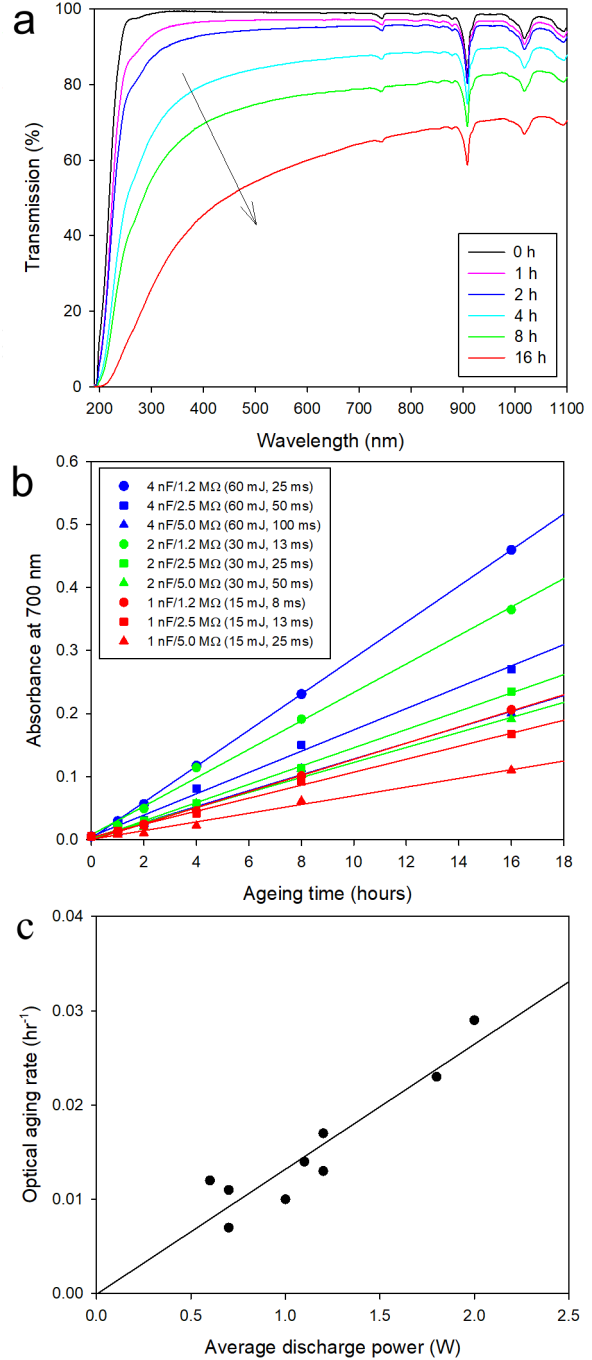 a
100
80
60
40
20
0
Transmission (%)
200 300 400 500 600 700 800 900 1000 1100
Wavelength (nm)
0 h
1 h
2 h
4 h
8 h
16 h
b
0.6
0.5
0.4
0.3
0.2
0.1
0.0
Absorbance at 700 nm
4 nF/1.2 MΩ (60 mJ, 25 ms)
4 nF/2.5 MΩ (60 mJ, 50 ms)
4 nF/5.0 MΩ (60 mJ, 100 ms)
2 nF/1.2 MΩ (30 mJ, 13 ms)
2 nF/2.5 MΩ (30 mJ, 25 ms)
2 nF/5.0 MΩ (30 mJ, 50 ms)
1 nF/1.2 MΩ (15 mJ, 8 ms)
1 nF/2.5 MΩ (15 mJ, 13 ms)
1 nF/5.0 MΩ (15 mJ, 25 ms)
0 2 4 6 8 10 12 14 16 18
Ageing time (hours)
c
0.04
0.03
0.02
0.01
0.00
Optical aging rate (hr⁻¹)
0.0 0.5 1.0 1.5 2.0 2.5
Average discharge power (W)